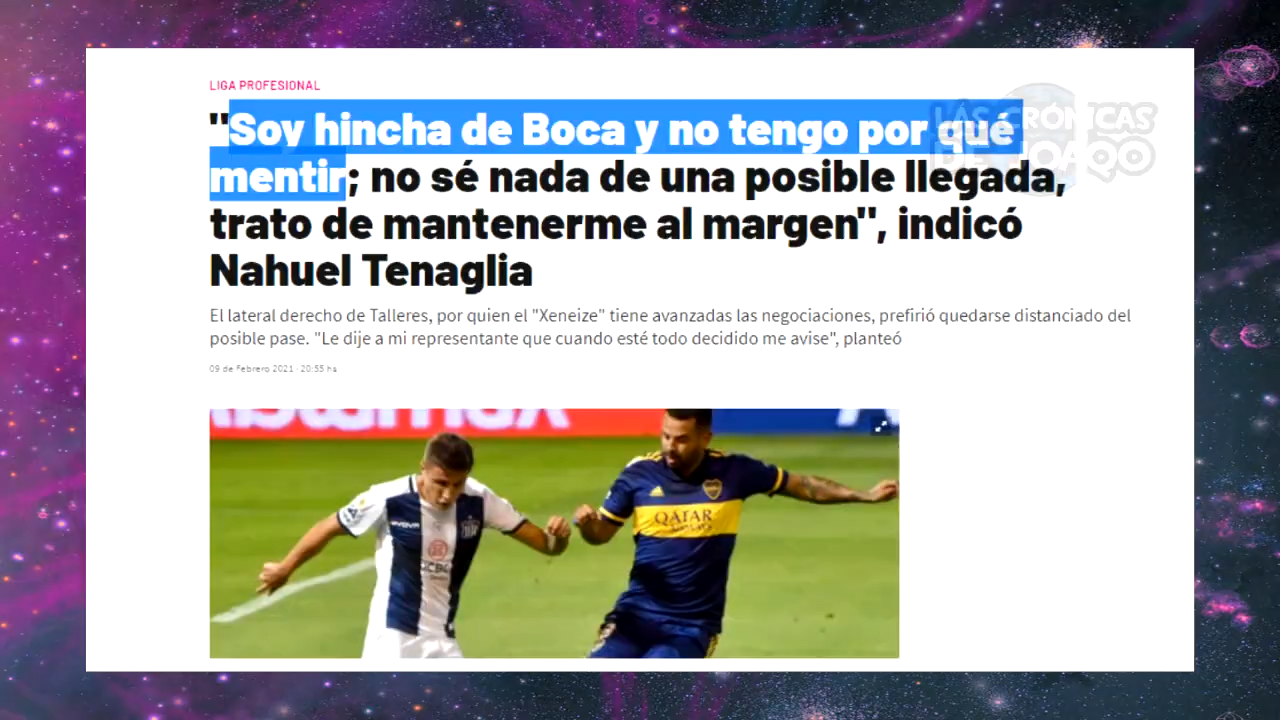 LIGA PROFESIONAL
LAS CRÓNICAS
DE JOAQO
"Soy hincha de Boca y no tengo por qué
mentir; no sé nada de una posible llegada,
trato de mantenerme al margen", indicó
Nahuel Tenaglia
El lateral derecho de Talleres, por quien el "Xeneize" tiene avanzadas las negociaciones, prefirió quedarse distanciado del
posible pase. "Le dije a mi representante que cuando esté todo decidido me avise", planteó
09 de Febrero 2021 · 20:55 hs
QATAR